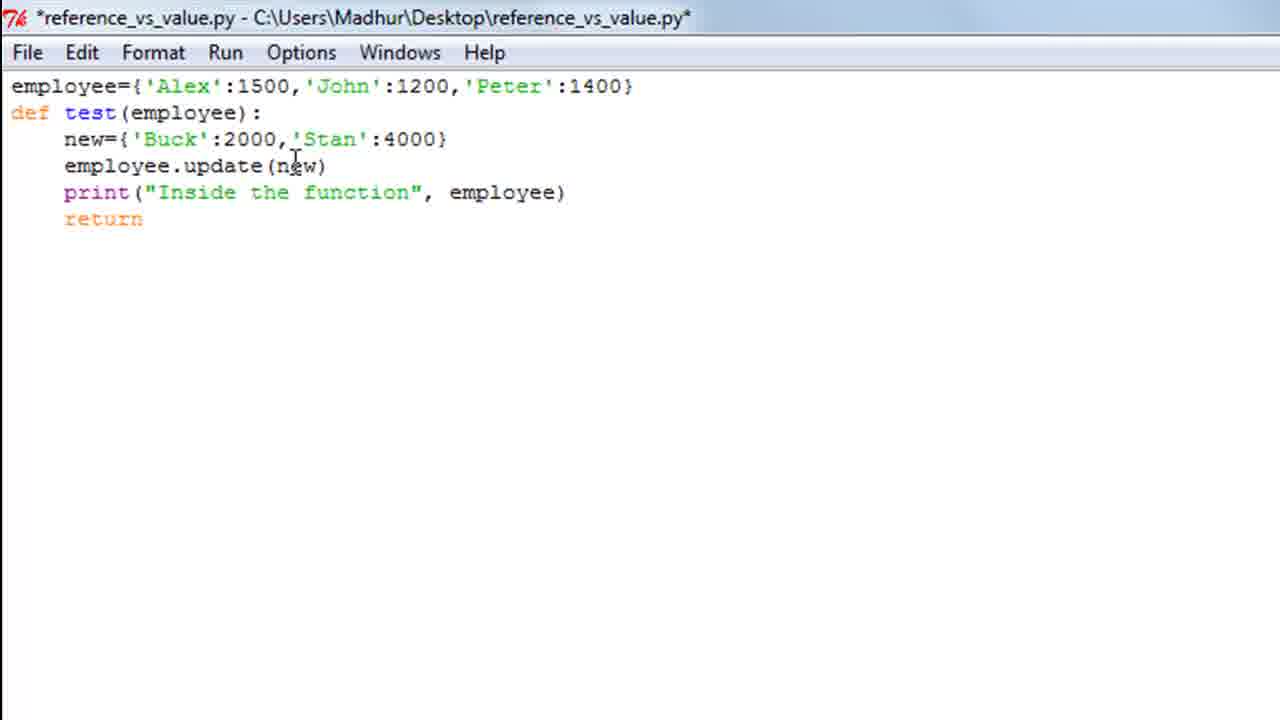 *reference_vs_value.py - C:\Users\Madhur\Desktop\reference_vs_value.py*
File Edit Format Run Options Windows Help
employee={'Alex':1500,'John':1200,'Peter':1400}
def test(employee):
    new={'Buck':2000,'Stan':4000}
    employee.update(new)
    print("Inside the function", employee)
    return